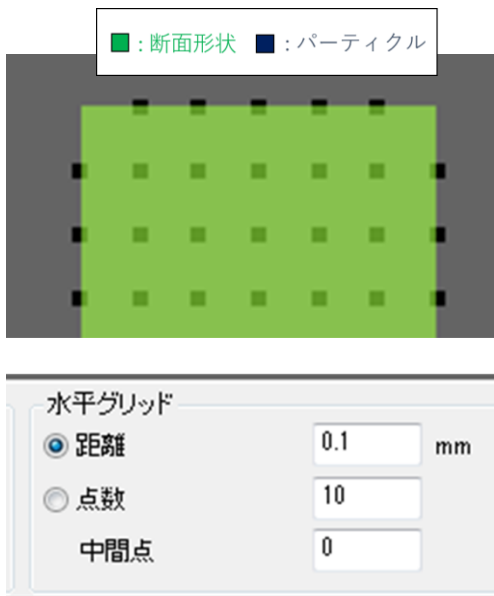 ：断面形状 ：パーティクル
水平グリッド
距離 0.1 mm
点数 10
中間点 0